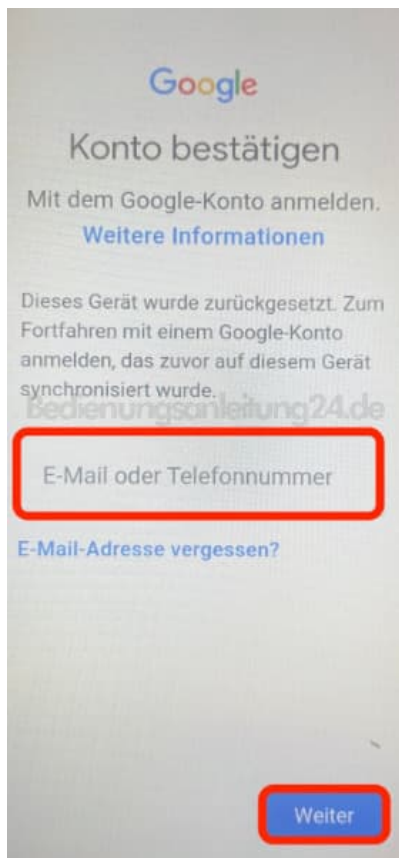 Google
Konto bestätigen
Mit dem Google-Konto anmelden.
Weitere Informationen
Dieses Gerät wurde zurückgesetzt. Zum
Fortfahren mit einem Google-Konto
anmelden, das zuvor auf diesem Gerät
synchronisiert wurde.
Bedienungsanleitung24.de
E-Mail oder Telefonnummer
E-Mail-Adresse vergessen?
Weiter